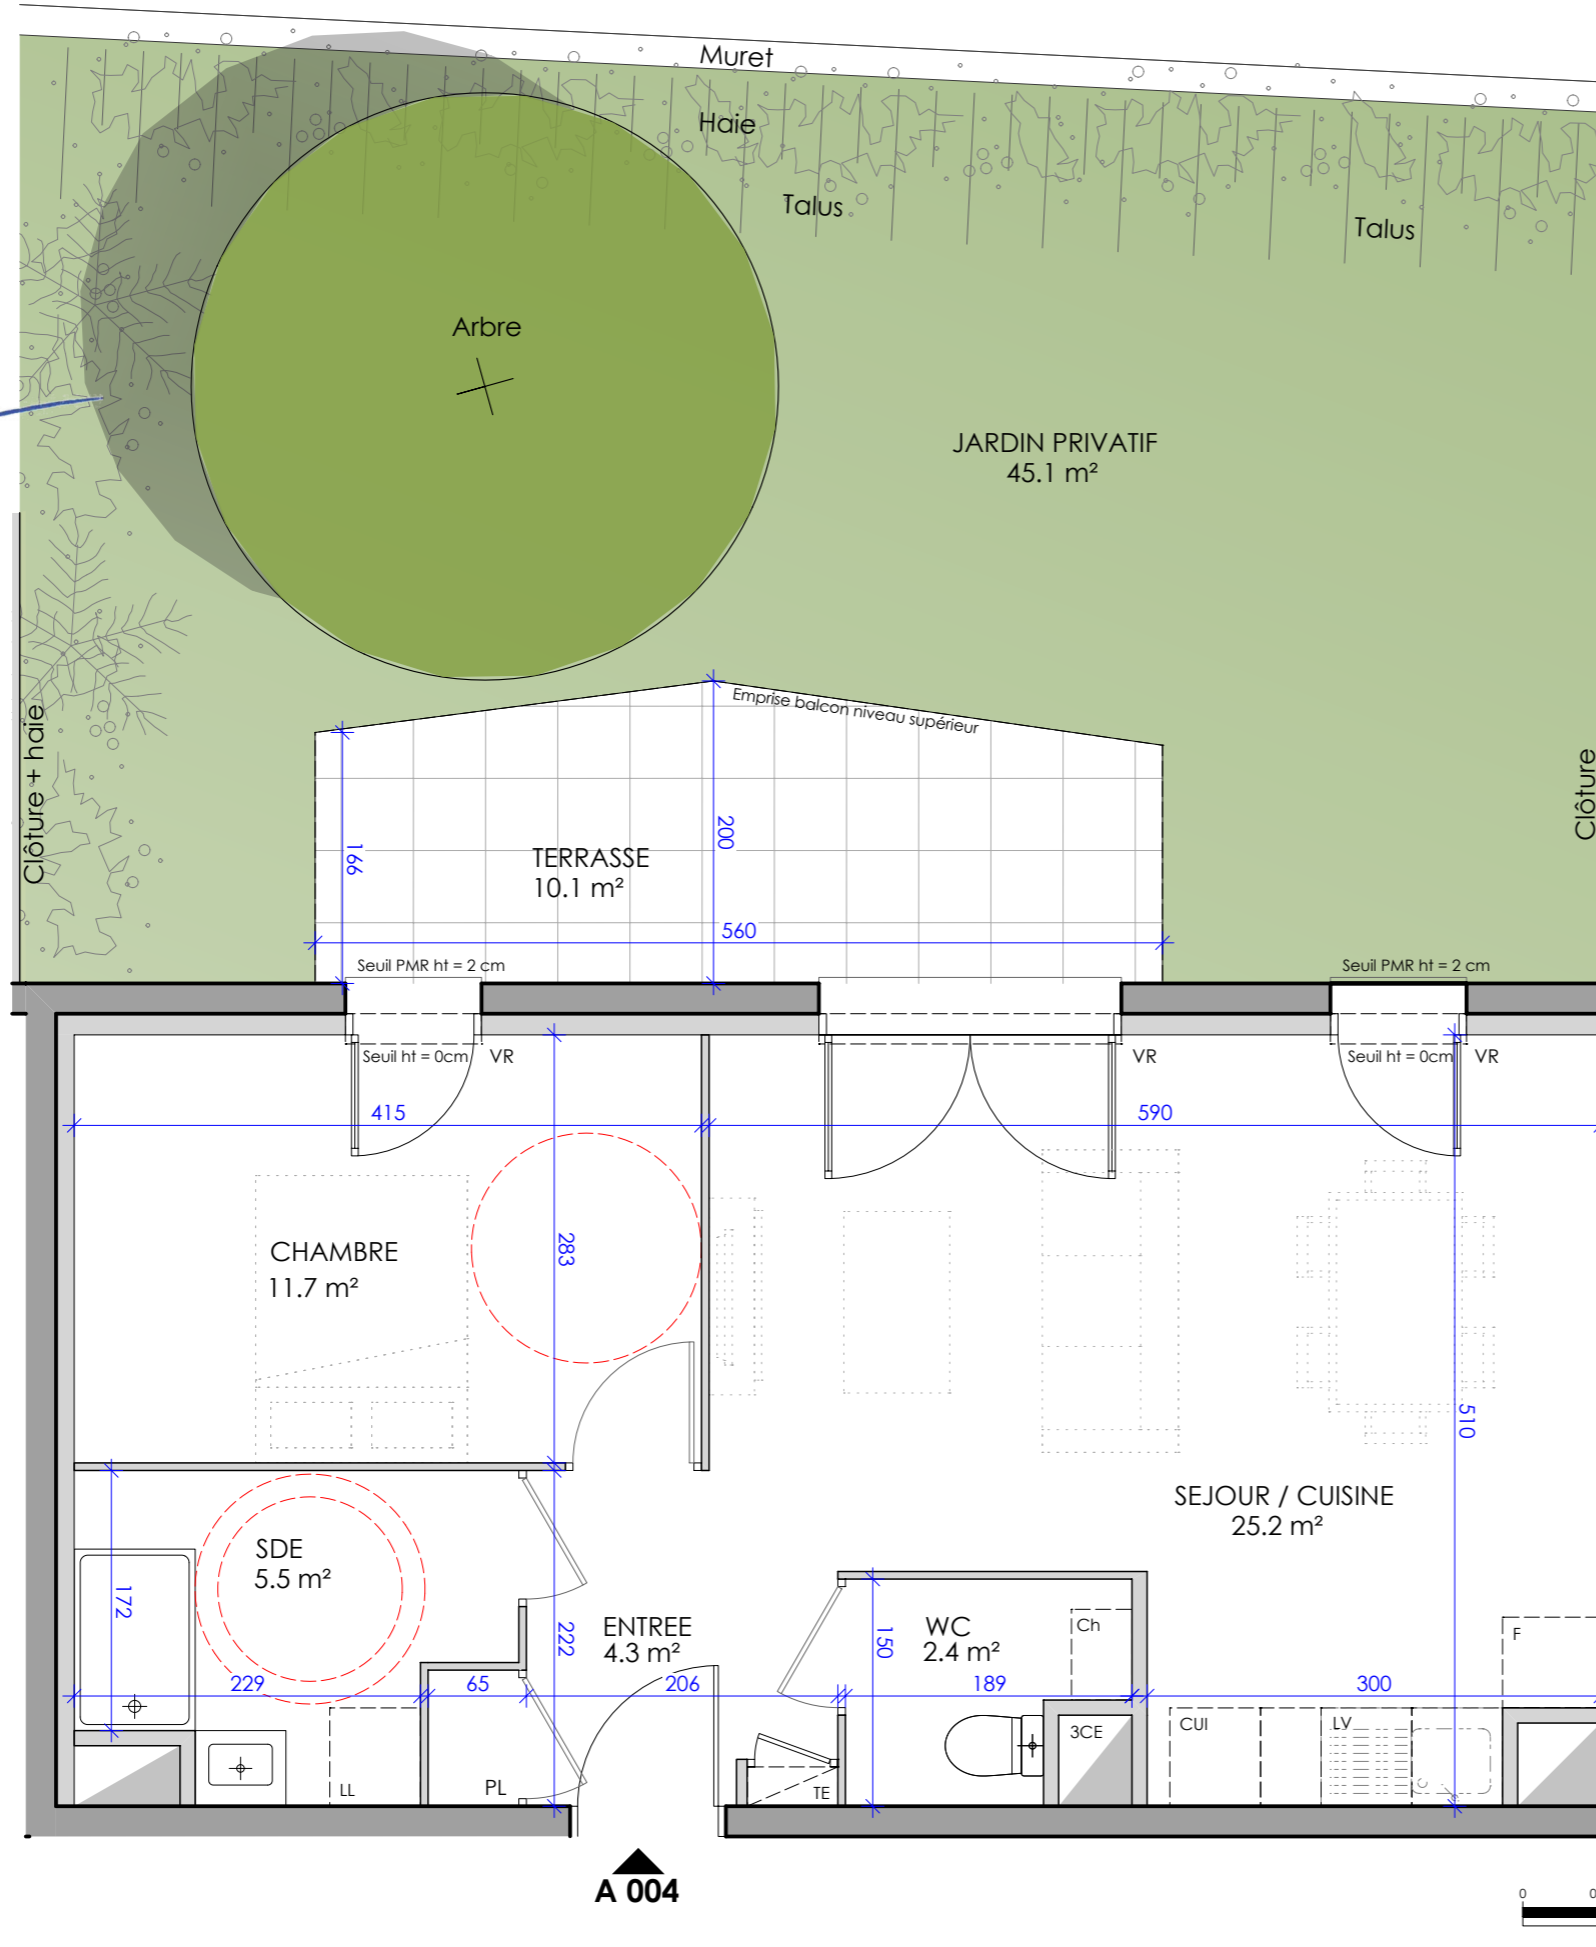 Muret
Haie
Talus
Talus
Arbre
JARDIN PRIVATIF
45.1 m²
Clôture + haie
Emprise balcon niveau supérieur
Clôture
166
200
TERRASSE
10.1 m²
560
Seuil PMR ht = 2 cm
Seuil PMR ht = 2 cm
Seuil ht = 0cm
VR
VR
Seuil ht = 0cm
VR
415
590
283
CHAMBRE
11.7 m²
510
SEJOUR / CUISINE
25.2 m²
SDE
5.5 m²
172
222
ENTREE
4.3 m²
150
WC
2.4 m²
Ch
F
229
65
206
189
300
CUI
LV
3CE
LL
PL
TE
A 004
0
0